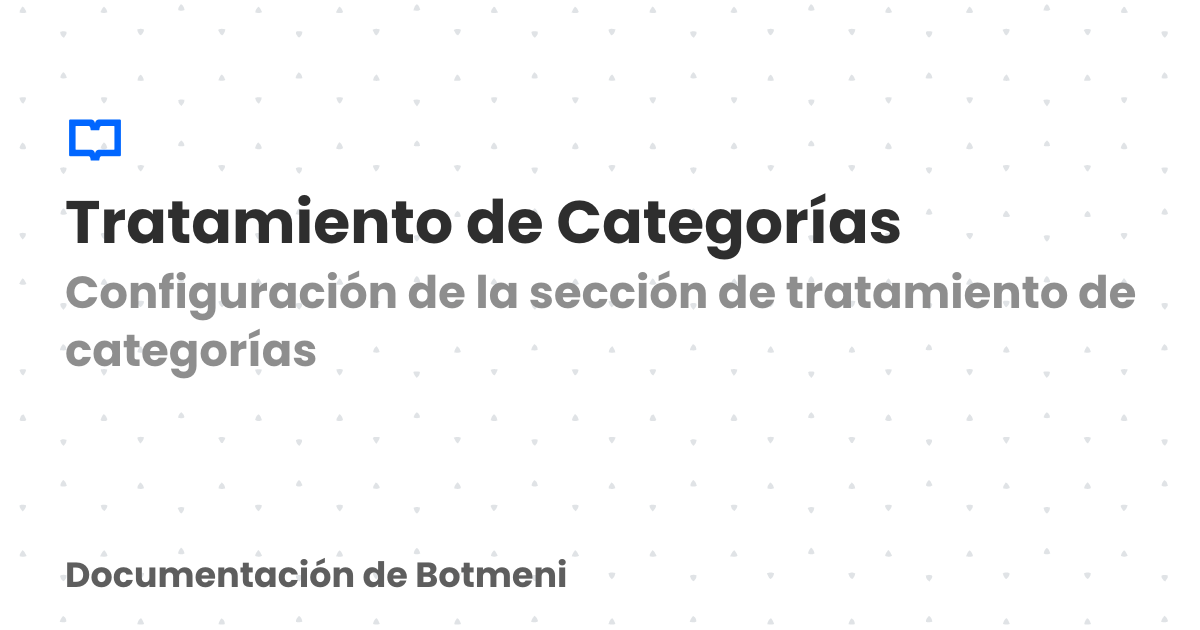 Tratamiento de Categorías
Configuración de la sección de tratamiento de
categorías
Documentación de Botmeni